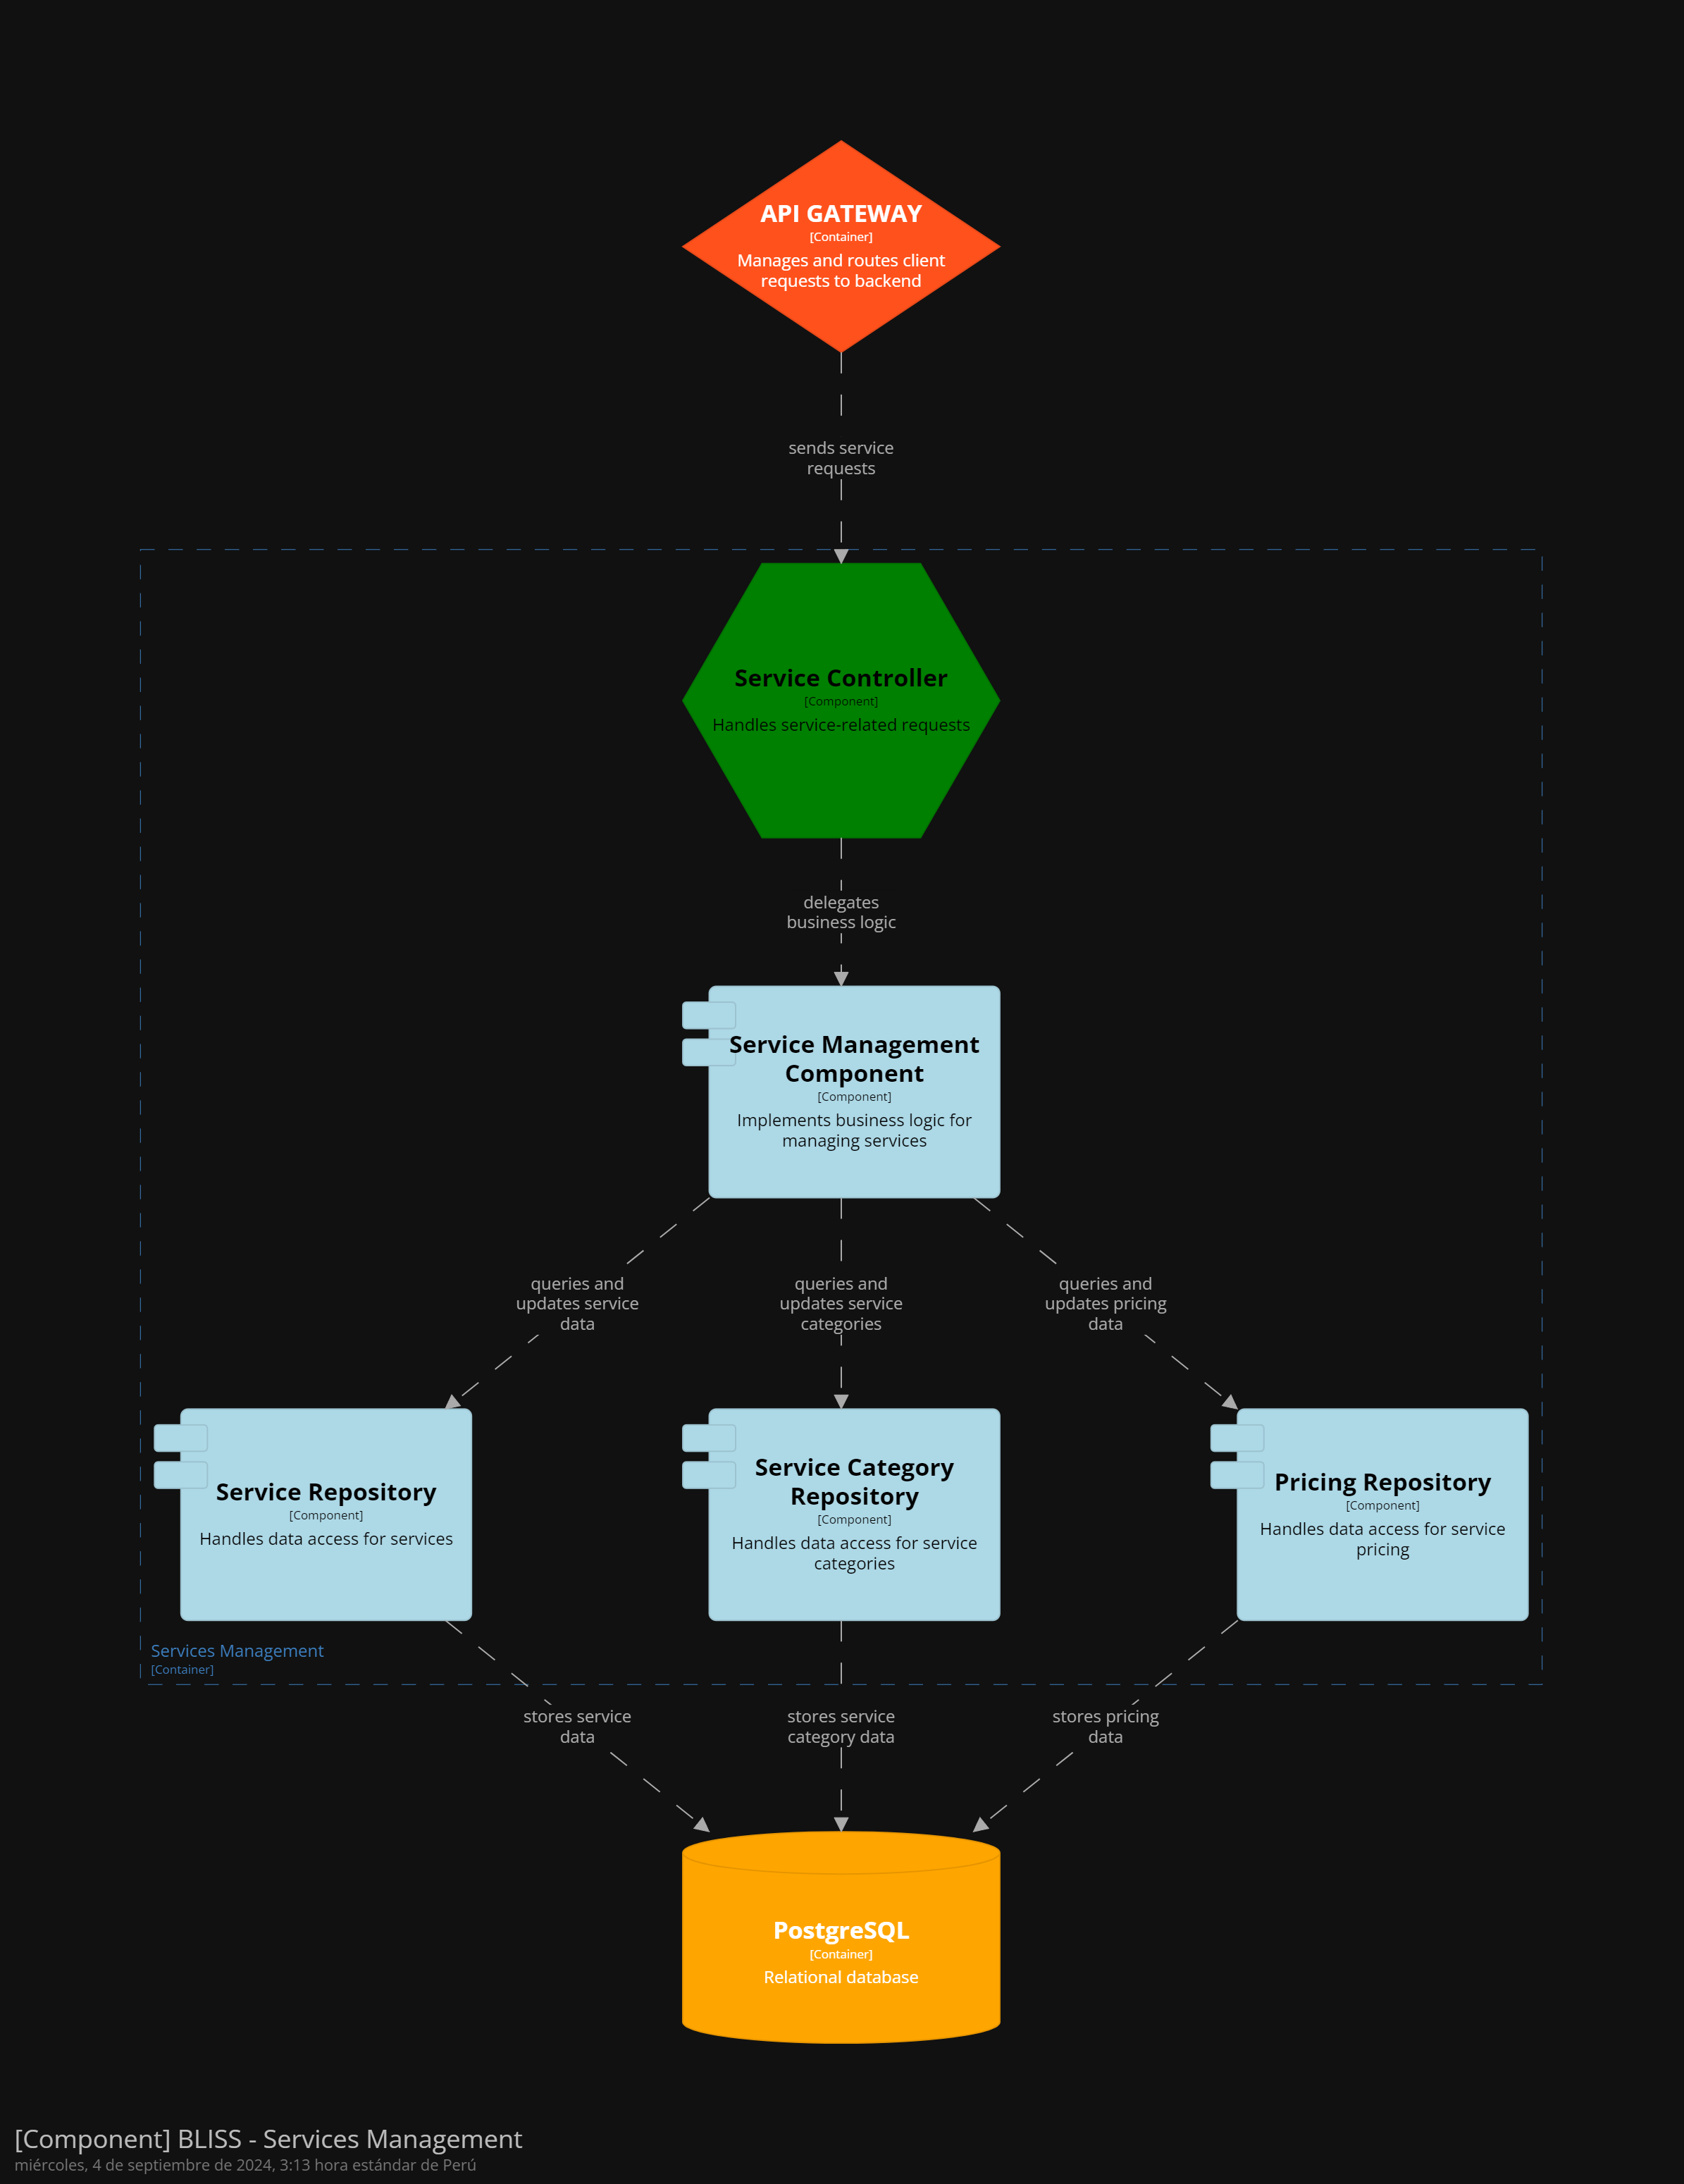 API GATEWAY
[Container]
Manages and routes client
requests to backend
sends service
requests
Service Controller
[Component]
Handles service-related requests
delegates
business logic
Service Management
Component
[Component]
Implements business logic for
managing services
queries and
updates service
data
queries and
updates service
categories
queries and
updates pricing
data
Service Repository
[Component]
Handles data access for services
Service Category
Repository
[Component]
Handles data access for service
categories
Pricing Repository
[Component]
Handles data access for service
pricing
Services Management
[Container]
stores service
data
stores service
category data
stores pricing
data
PostgreSQL
[Container]
Relational database
[Component] BLISS - Services Management
miércoles, 4 de septiembre de 2024, 3:13 hora estándar de Perú